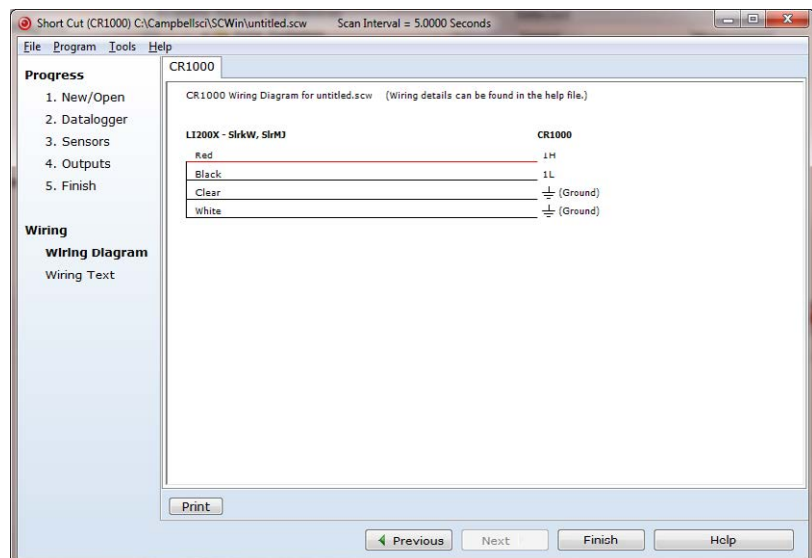 Short Cut (CR1000) C:\Campbellsci\SCWin\untitled.scw Scan Interval = 5.0000 Seconds
File Program Tools Help
Progress
1. New/Open
2. Datalogger
3. Sensors
4. Outputs
5. Finish
Wiring
Wiring Diagram
Wiring Text
CR1000
CR1000 Wiring Diagram for untitled.scw (Wiring details can be found in the help file.)
LI200X - SlrkW, SlrMJ CR1000
Red 1H
Black 1L
Clear (Ground)
White (Ground)
Print
Previous Next Finish Help